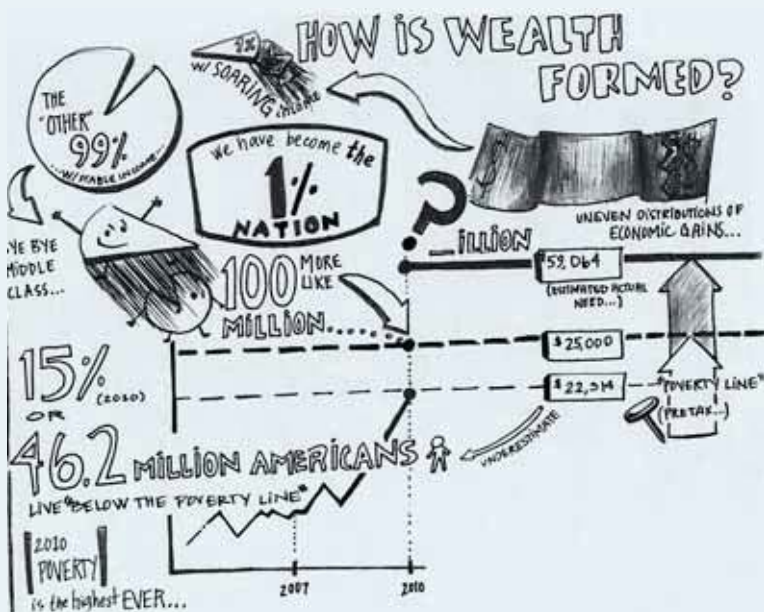 HOW IS WEALTH
FORMED?
1%
W/ SOARING income
THE
"OTHER"
99%
...W/ STABLE INCOME...
We have become the
1%
NATION
UNEVEN DISTRIBUTIONS OF
ECONOMIC GAINS...
YE BYE
MIDDLE
CLASS...
? _ILLION
100 MORE
LIKE
MILLION
(ESTIMATED ACTUAL
NEED...)
$25,000
$22,314
"POVERTY LINE"
(PRETAX...)
UNDERESTIMATE
15%
(2010)
OR
46.2 MILLION AMERICANS
LIVE "BELOW THE POVERTY LINE"
2010
POVERTY
is the highest EVER...
2007
2010